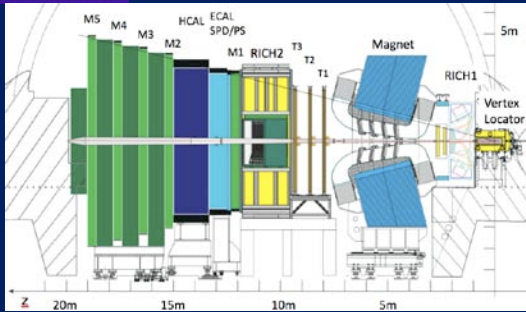 M5
M4
M3
M2
HCAL
ECAL
SPD/PS
M1
RICH2
T3
T2
T1
Magnet
RICH1
Vertex
Locator
5m
z 20m 15m 10m 5m